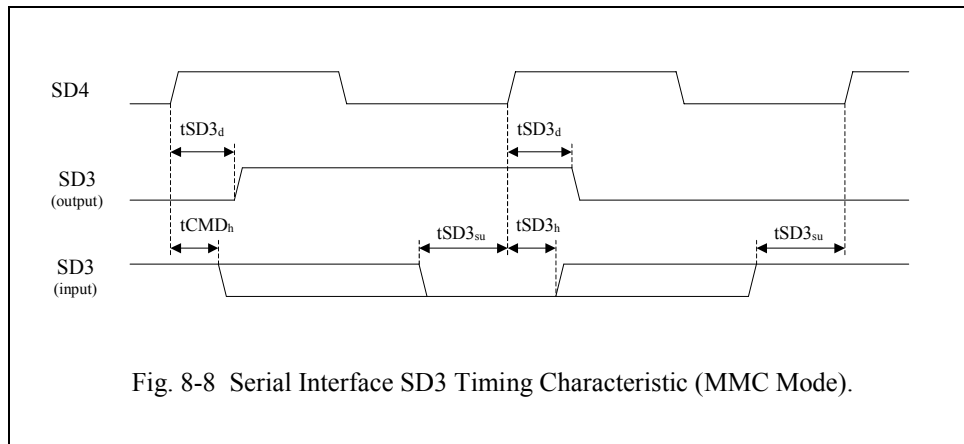 SD4
tSD3d tSD3d
SD3
(output)
tCMDh tSD3su tSD3h tSD3su
SD3
(input)
Fig. 8-8 Serial Interface SD3 Timing Characteristic (MMC Mode).